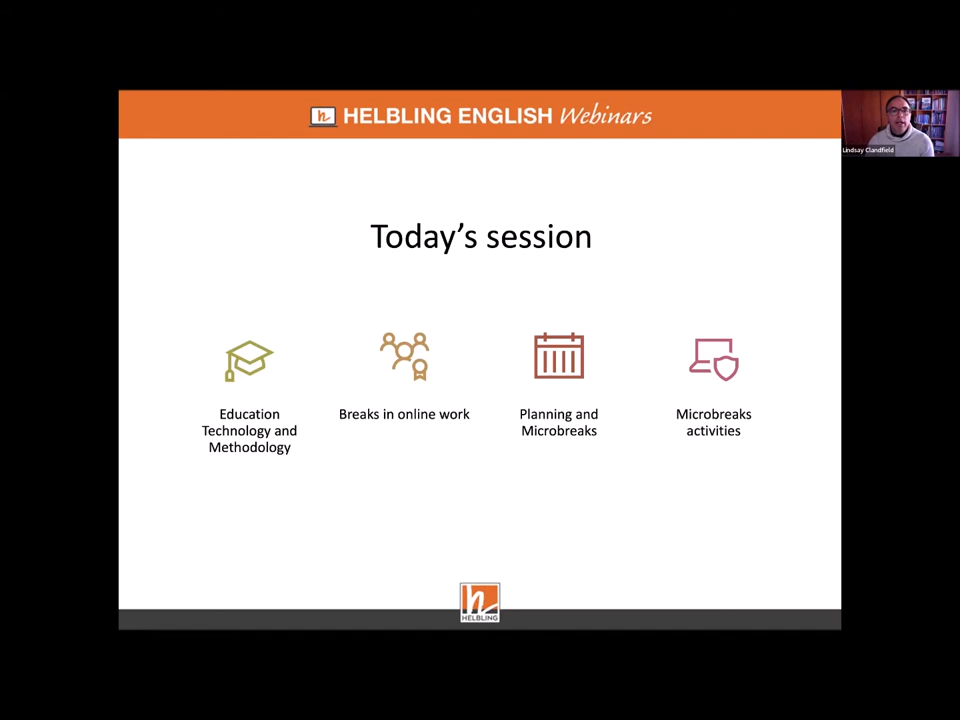 HELBLING ENGLISH Webinars
Lindsay Clandfield
Today's session
Education
Technology and
Methodology
Breaks in online work
Planning and
Microbreaks
Microbreaks
activities
h
HELBLING